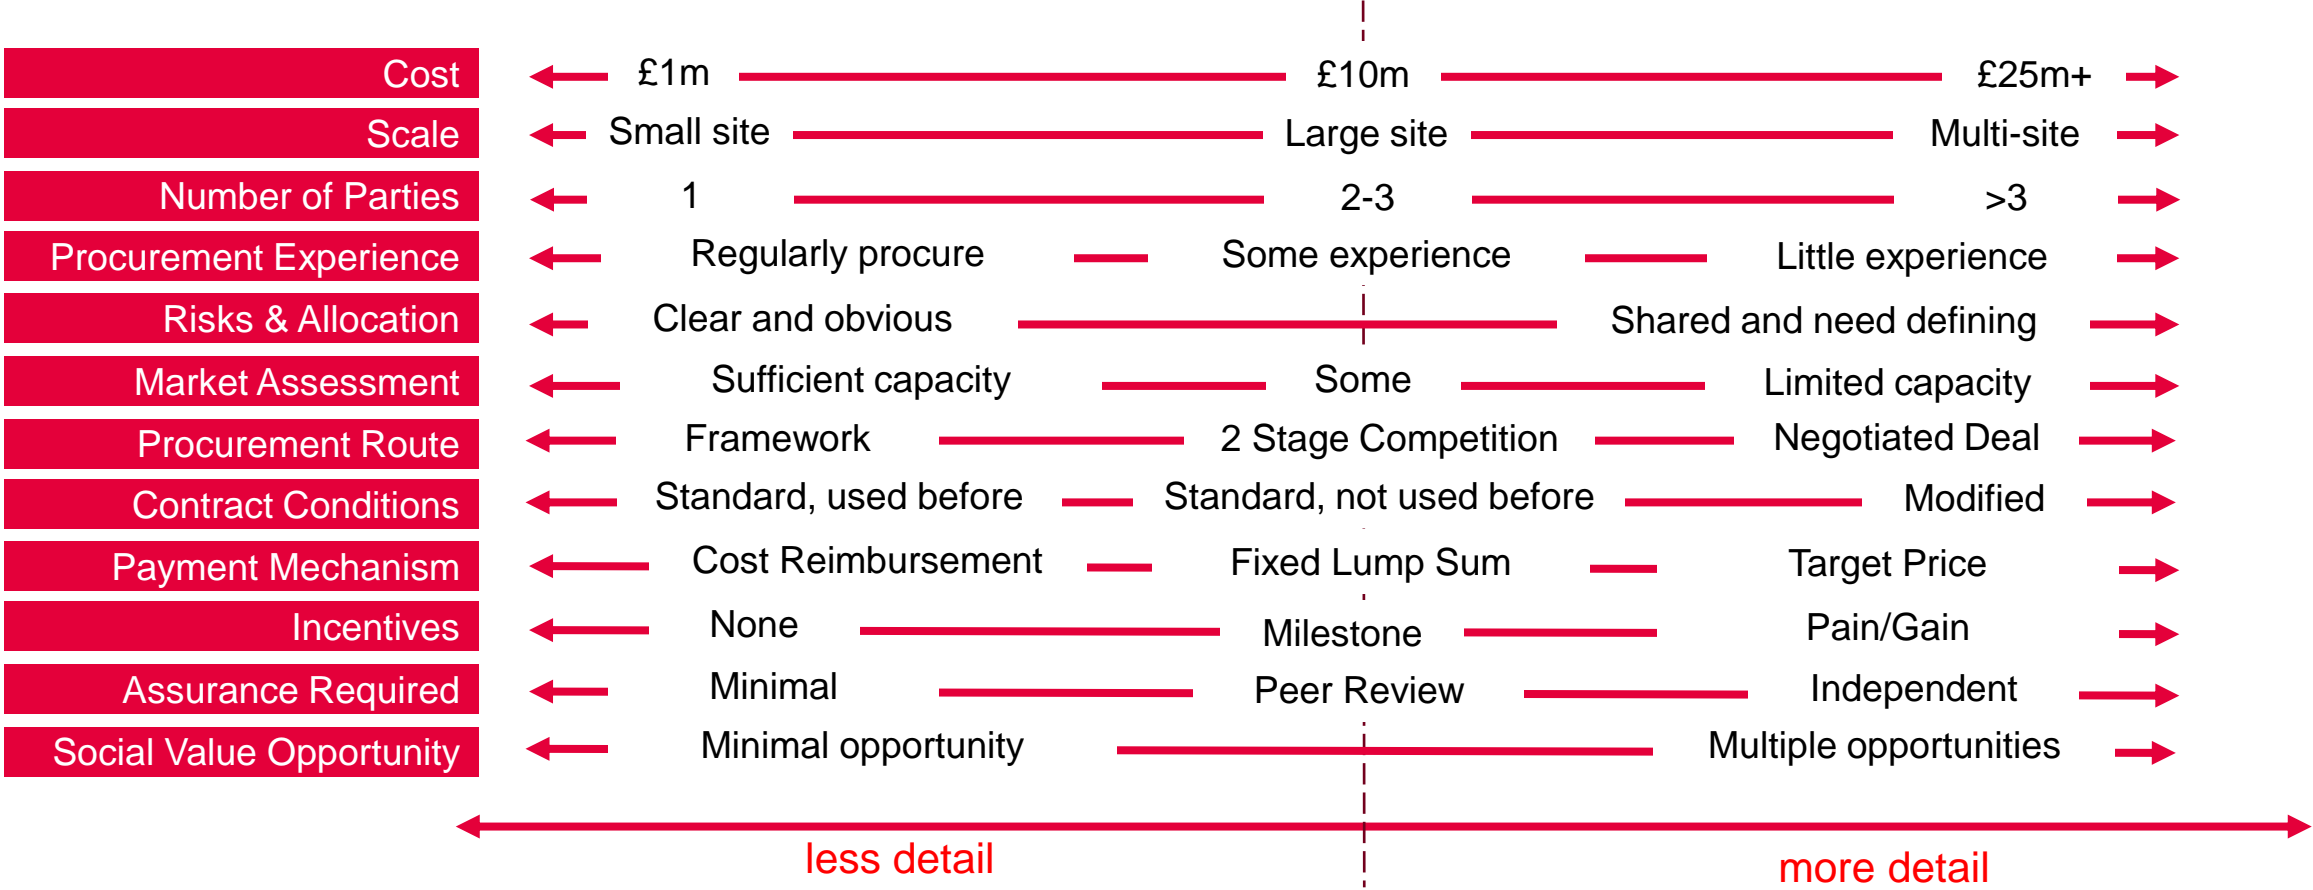 Cost £1m £10m £25m+
Scale Small site Large site Multi-site
Number of Parties 1 2-3 >3
Procurement Experience Regularly procure Some experience Little experience
Risks & Allocation Clear and obvious Shared and need defining
Market Assessment Sufficient capacity Some Limited capacity
Procurement Route Framework 2 Stage Competition Negotiated Deal
Contract Conditions Standard, used before Standard, not used before Modified
Payment Mechanism Cost Reimbursement Fixed Lump Sum Target Price
Incentives None Milestone Pain/Gain
Assurance Required Minimal Peer Review Independent
Social Value Opportunity Minimal opportunity Multiple opportunities
less detail more detail